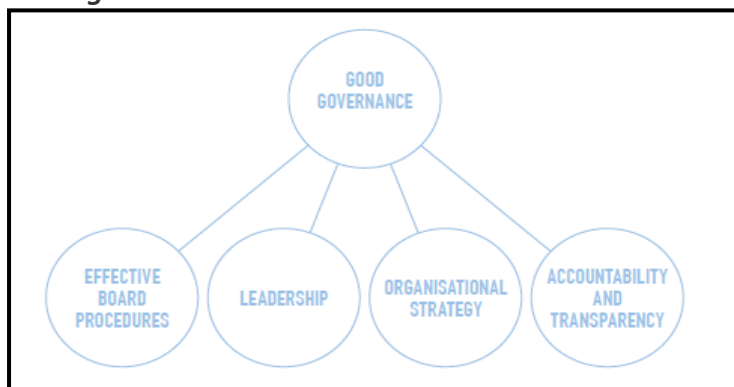 GOOD
GOVERNANCE
EFFECTIVE
BOARD
PROCEDURES
LEADERSHIP
ORGANISATIONAL
STRATEGY
ACCOUNTABILITY
AND
TRANSPARENCY